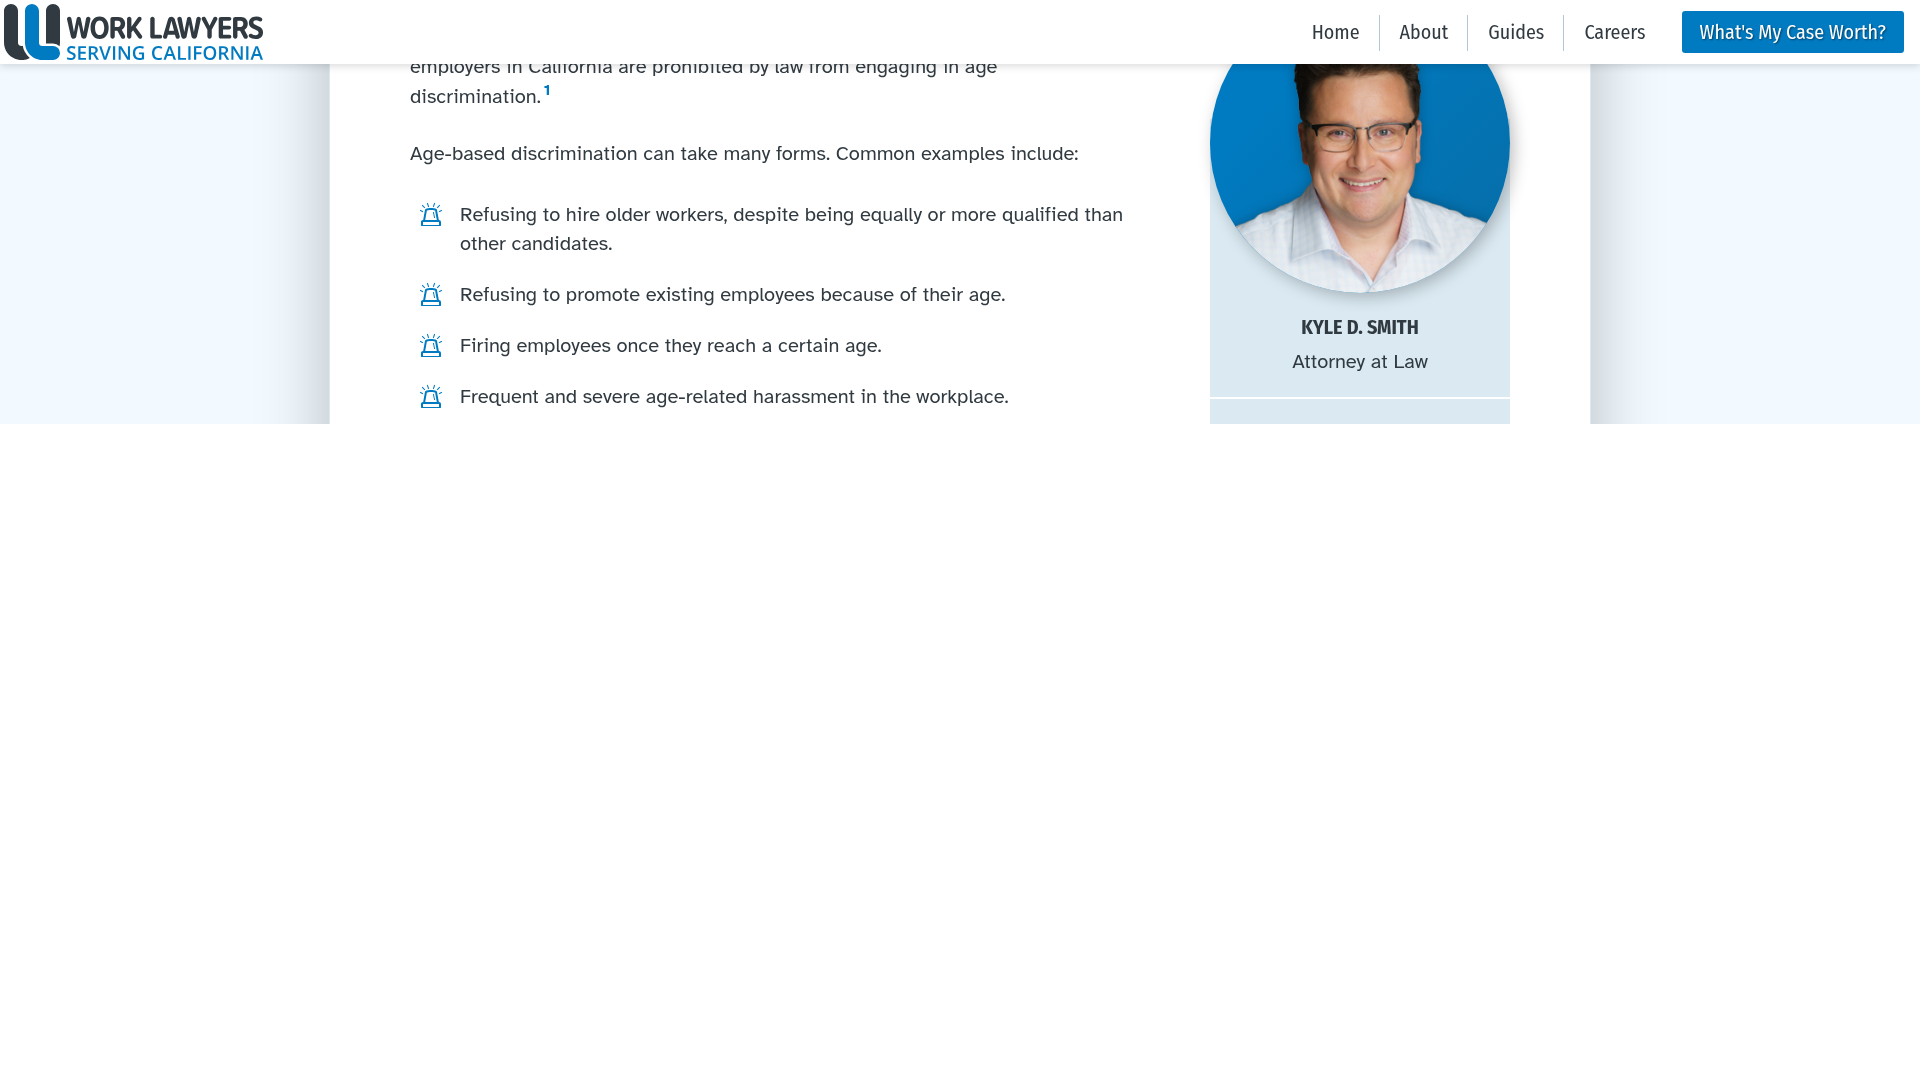 WORK LAWYERS
SERVING CALIFORNIA
Home
About
Guides
Careers
What's My Case Worth?
employers in California are prohibited by law from engaging in age
discrimination.1
Age-based discrimination can take many forms. Common examples include:
Refusing to hire older workers, despite being equally or more qualified than
other candidates.
Refusing to promote existing employees because of their age.
Firing employees once they reach a certain age.
Frequent and severe age-related harassment in the workplace.
KYLE D. SMITH
Attorney at Law